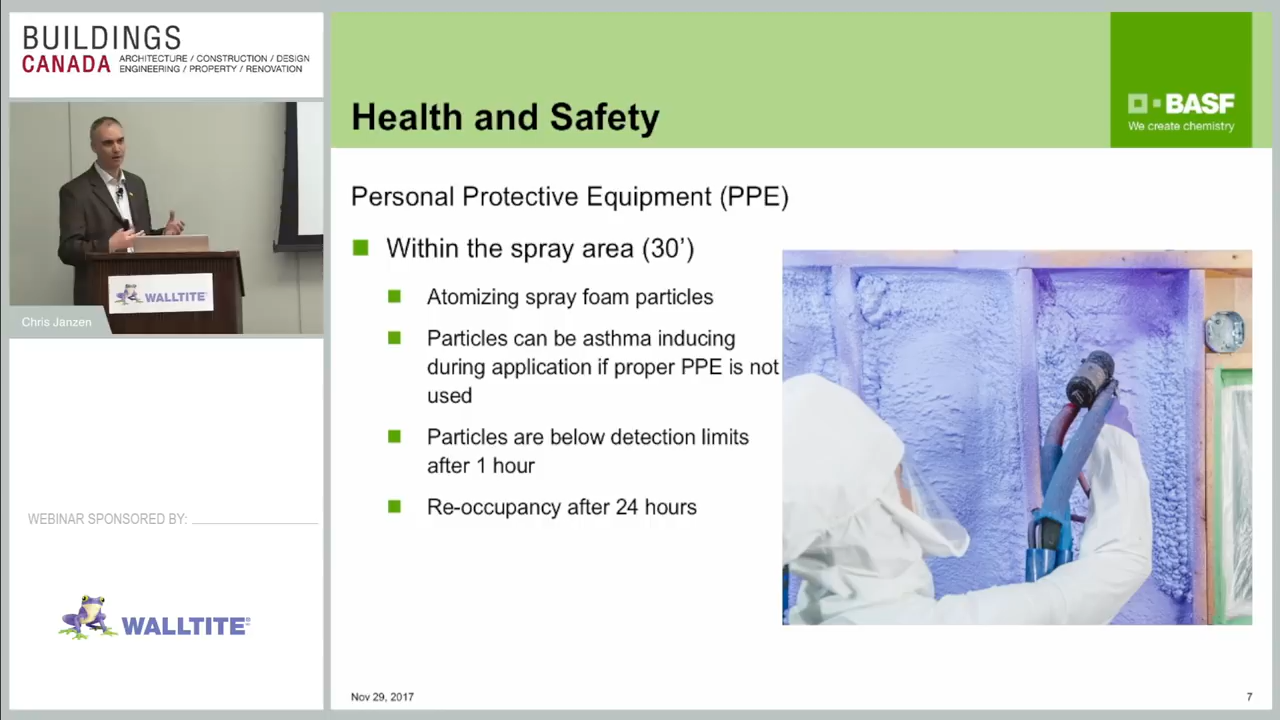 BUILDINGS
CANADA
ARCHITECTURE / CONSTRUCTION / DESIGN
ENGINEERING / PROPERTY / RENOVATION
WALLTITE
Chris Janzen
WEBINAR SPONSORED BY:
WALLTITE®
Health and Safety
BASF
We create chemistry
Personal Protective Equipment (PPE)
Within the spray area (30’)
Atomizing spray foam particles
Particles can be asthma inducing
during application if proper PPE is not
used
Particles are below detection limits
after 1 hour
Re-occupancy after 24 hours
Nov 29, 2017
7